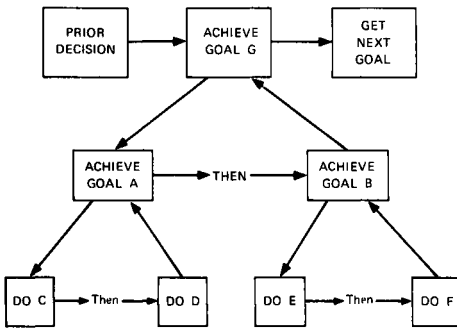 PRIOR
DECISION
ACHIEVE
GOAL G
GET
NEXT
GOAL
ACHIEVE
GOAL A
THEN
ACHIEVE
GOAL B
DO C
Then
DO D
DO E
Then
DO F